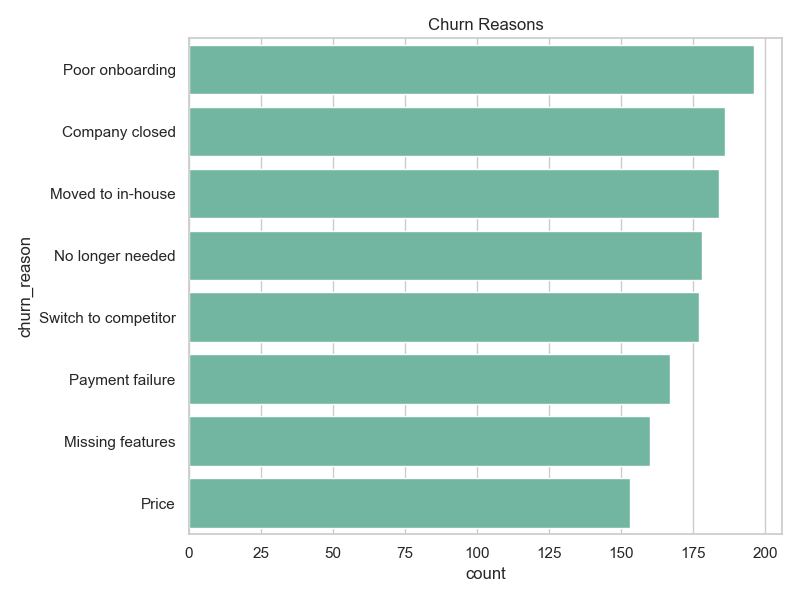 Churn Reasons
churn_reason
Poor onboarding
Company closed
Moved to in-house
No longer needed
Switch to competitor
Payment failure
Missing features
Price
0 25 50 75 100 125 150 175 200
count